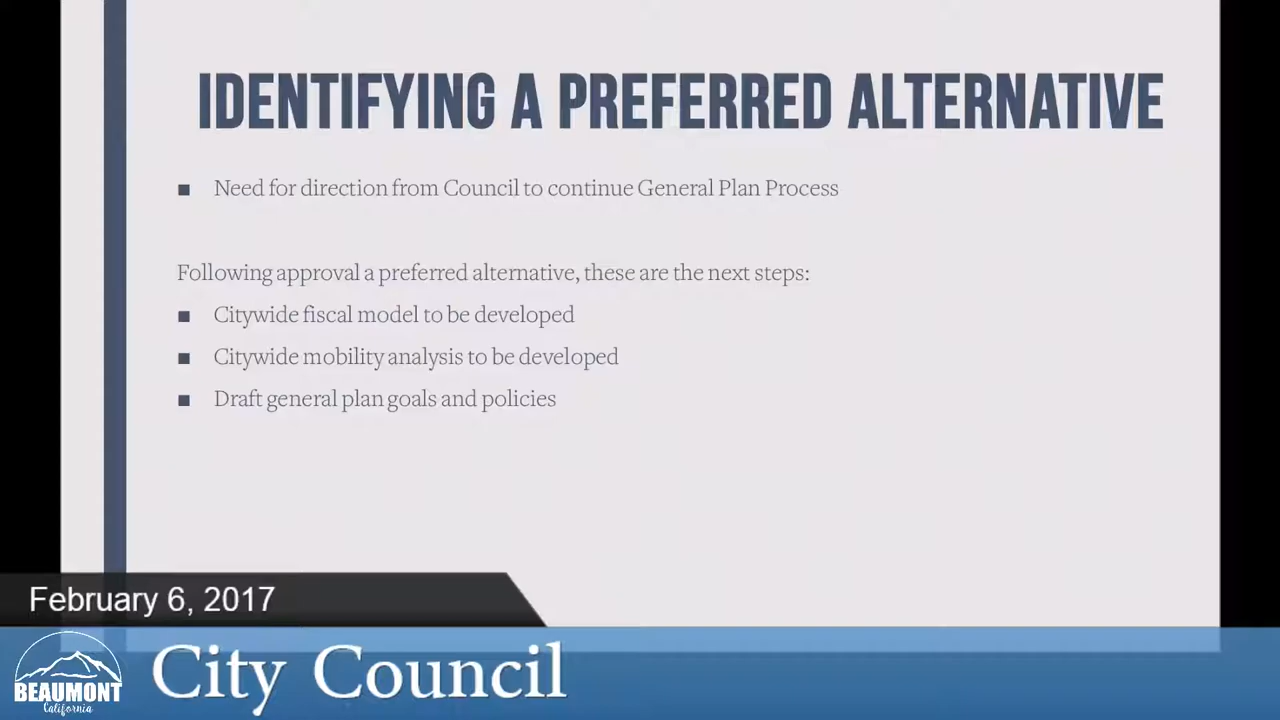 IDENTIFYING A PREFERRED ALTERNATIVE
■ Need for direction from Council to continue General Plan Process
Following approval a preferred alternative, these are the next steps:
■ Citywide fiscal model to be developed
■ Citywide mobility analysis to be developed
■ Draft general plan goals and policies
February 6, 2017
BEAUMONT
California
City Council